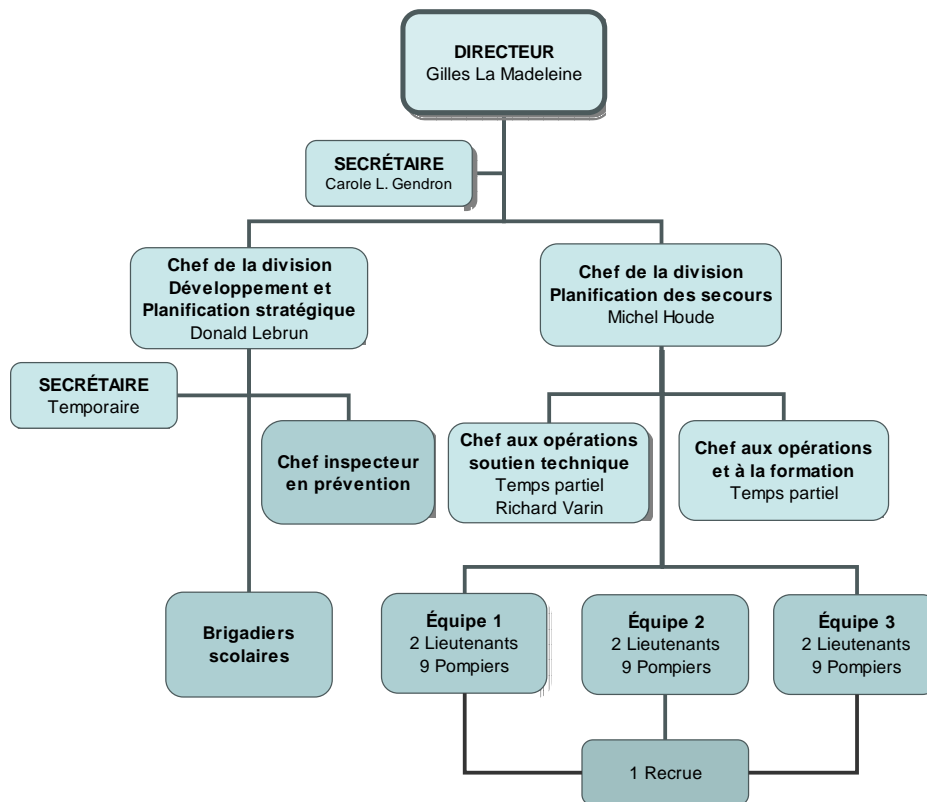 DIRECTEUR
Gilles La Madeleine
SECRÉTAIRE
Carole L. Gendron
Chef de la division
Développement et
Planification stratégique
Donald Lebrun
Chef de la division
Planification des secours
Michel Houde
SECRÉTAIRE
Temporaire
Chef inspecteur
en prévention
Chef aux opérations
soutien technique
Temps partiel
Richard Varin
Chef aux opérations
et à la formation
Temps partiel
Brigadiers
scolaires
Équipe 1
2 Lieutenants
9 Pompiers
Équipe 2
2 Lieutenants
9 Pompiers
Équipe 3
2 Lieutenants
9 Pompiers
1 Recrue